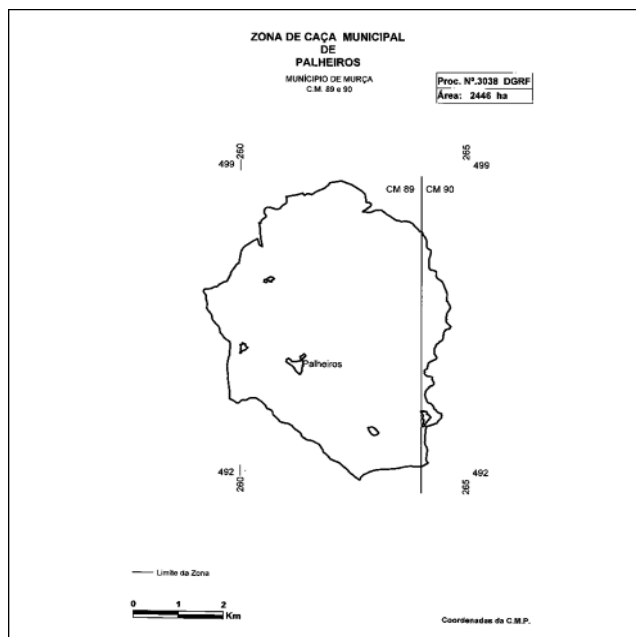 ZONA DE CAÇA MUNICIPAL
DE
PALHEIROS
MUNICÍPIO DE MURÇA
C.M. 89 e 90
Proc. Nº.3038 DGRF
Área: 2446 ha
260
499
265
499
CM 89
CM 90
Palheiros
492
260
492
265
Limite da Zona
0 1 2
Km
Coordenadas da C.M.P.